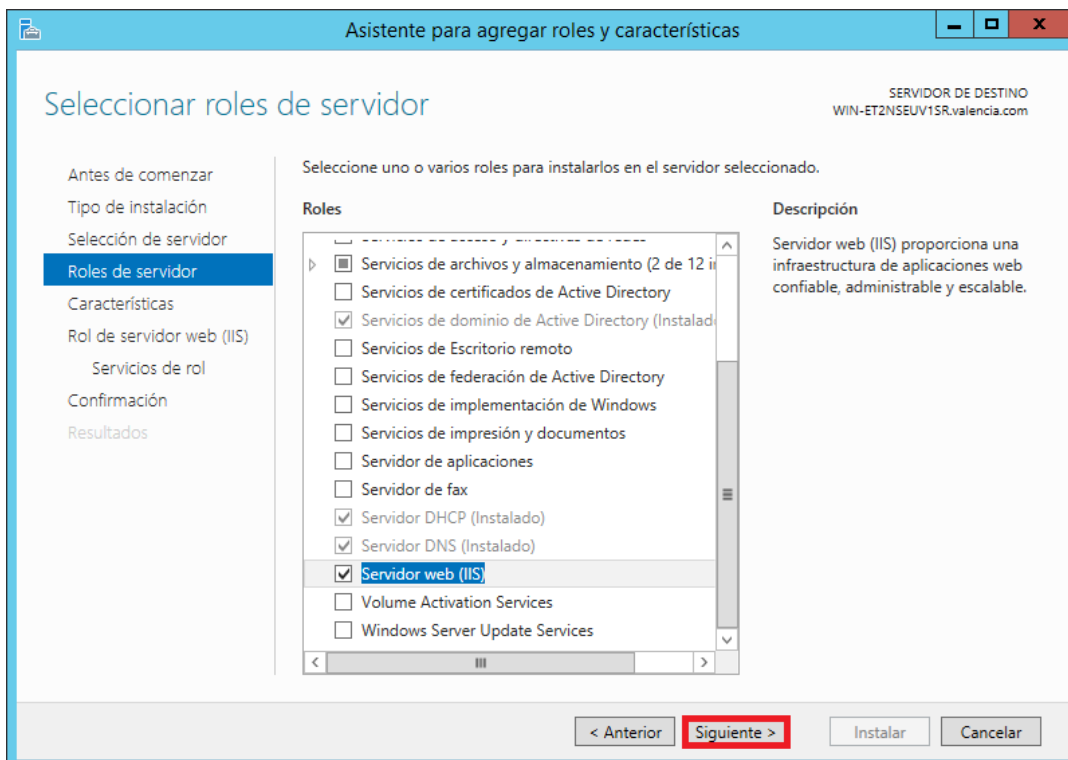 Asistente para agregar roles y características
Seleccionar roles de servidor
SERVIDOR DE DESTINO
WIN-ET2NSEUV1SR.valencia.com
Antes de comenzar
Tipo de instalación
Selección de servidor
Roles de servidor
Características
Rol de servidor web (IIS)
Servicios de rol
Confirmación
Resultados
Seleccione uno o varios roles para instalarlos en el servidor seleccionado.
Roles
Servicios de archivos y almacenamiento (2 de 12 in
Servicios de certificados de Active Directory
Servicios de dominio de Active Directory (Instalad
Servicios de Escritorio remoto
Servicios de federación de Active Directory
Servicios de implementación de Windows
Servicios de impresión y documentos
Servidor de aplicaciones
Servidor de fax
Servidor DHCP (Instalado)
Servidor DNS (Instalado)
Servidor web (IIS)
Volume Activation Services
Windows Server Update Services
Descripción
Servidor web (IIS) proporciona una
infraestructura de aplicaciones web
confiable, administrable y escalable.
< Anterior
Siguiente >
Instalar
Cancelar